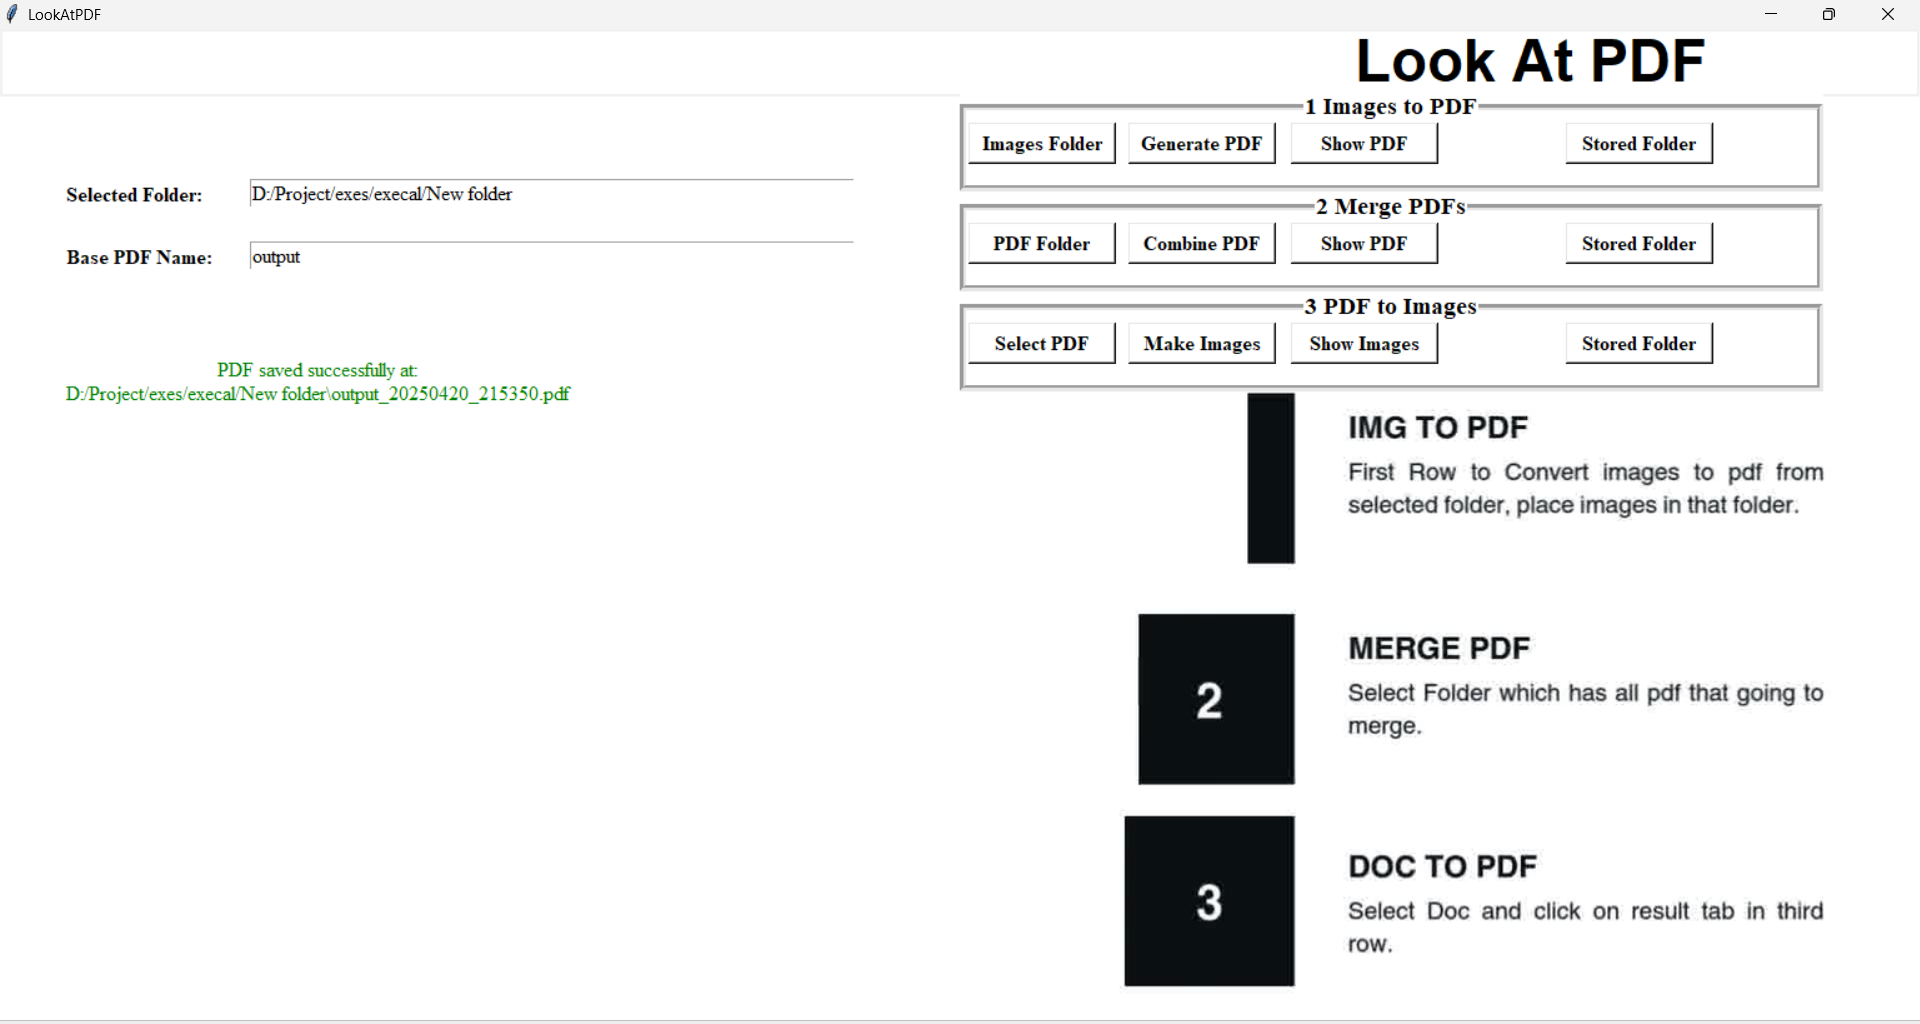 LookAtPDF
Look At PDF
1 Images to PDF
Images Folder Generate PDF Show PDF Stored Folder
Selected Folder: D:/Project/exes/execal/New folder
2 Merge PDFs
PDF Folder Combine PDF Show PDF Stored Folder
Base PDF Name: output
3 PDF to Images
Select PDF Make Images Show Images Stored Folder
PDF saved successfully at:
D:/Project/exes/execal/New folder\output_20250420_215350.pdf
IMG TO PDF
First Row to Convert images to pdf from
selected folder, place images in that folder.
2
MERGE PDF
Select Folder which has all pdf that going to
merge.
3
DOC TO PDF
Select Doc and click on result tab in third
row.